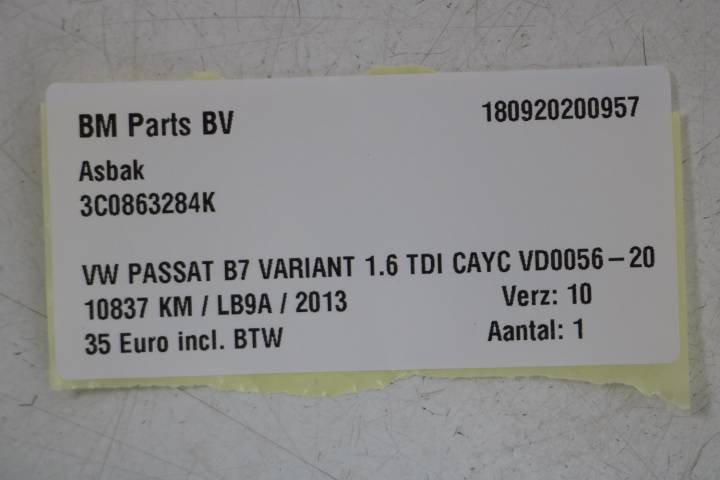 BM Parts BV 180920200957
Asbak
3C0863284K
VW PASSAT B7 VARIANT 1.6 TDI CAYC VD0056-20
10837 KM / LB9A / 2013 Verz: 10
35 Euro incl. BTW Aantal: 1